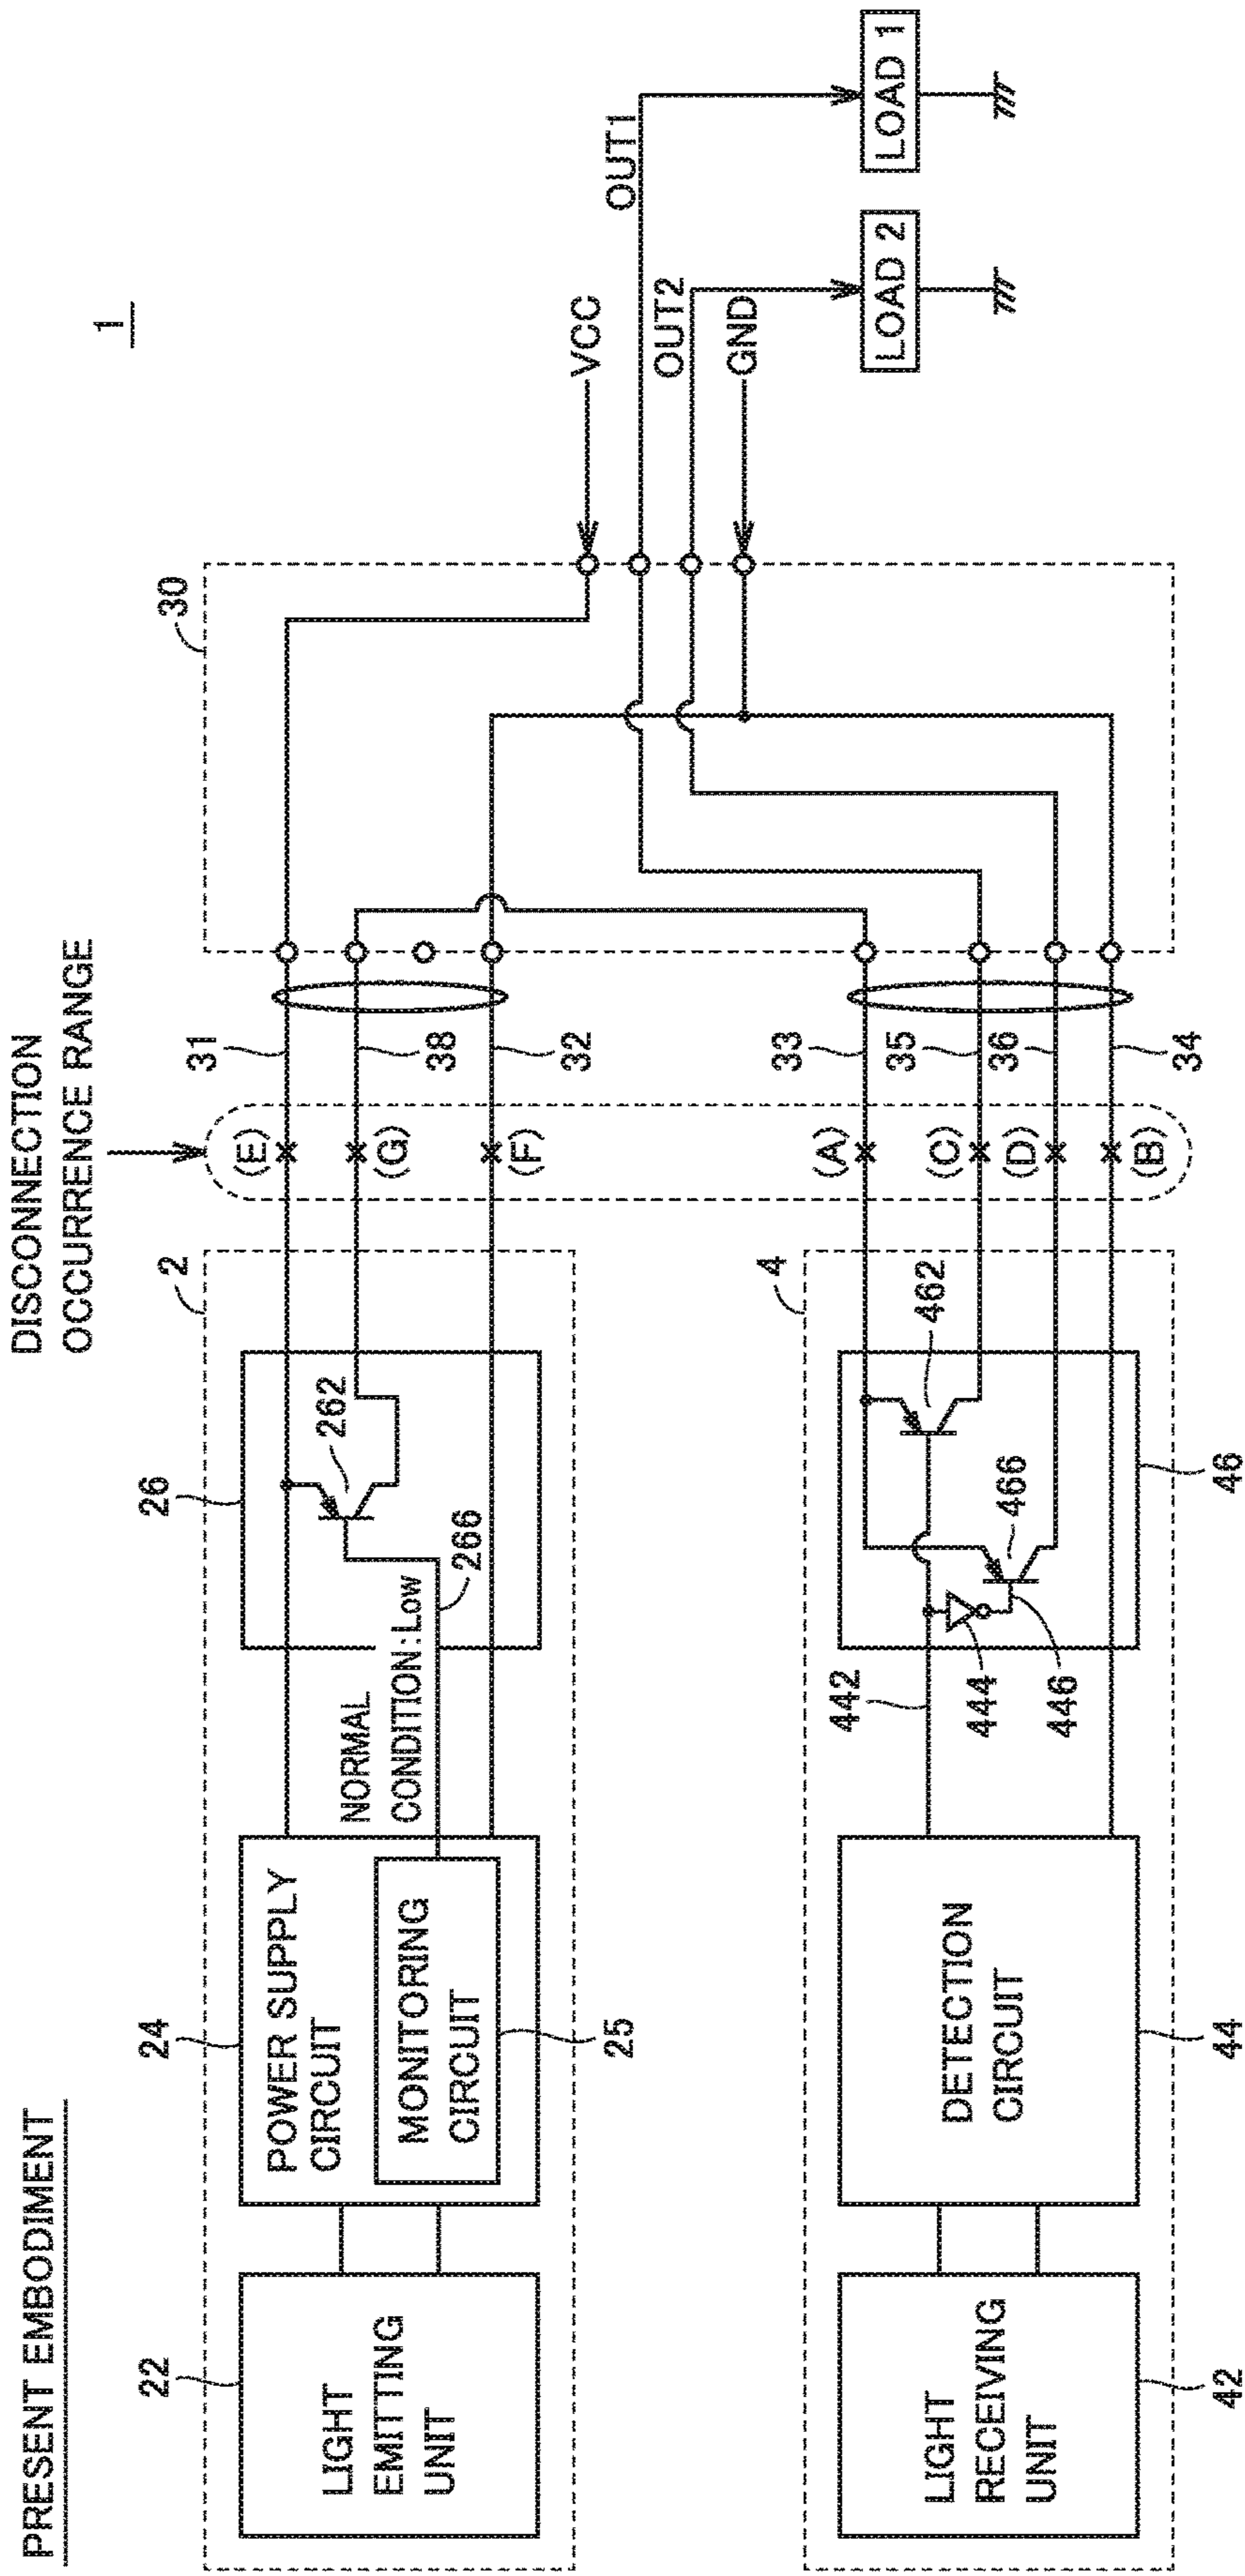 PRESENT EMBODIMENT
1
DISCONNECTION
OCCURRENCE RANGE
22
LIGHT
EMITTING
UNIT
24
POWER SUPPLY
CIRCUIT
MONITORING
CIRCUIT
25
NORMAL
CONDITION:Low
26
262
266
2
(E)
(G)
(F)
31
38
32
30
VCC
OUT1
OUT2
GND
LOAD 2
LOAD 1
42
LIGHT
RECEIVING
UNIT
44
DETECTION
CIRCUIT
442
444
446
466
462
46
4
(A)
(C)
(D)
(B)
33
35
36
34